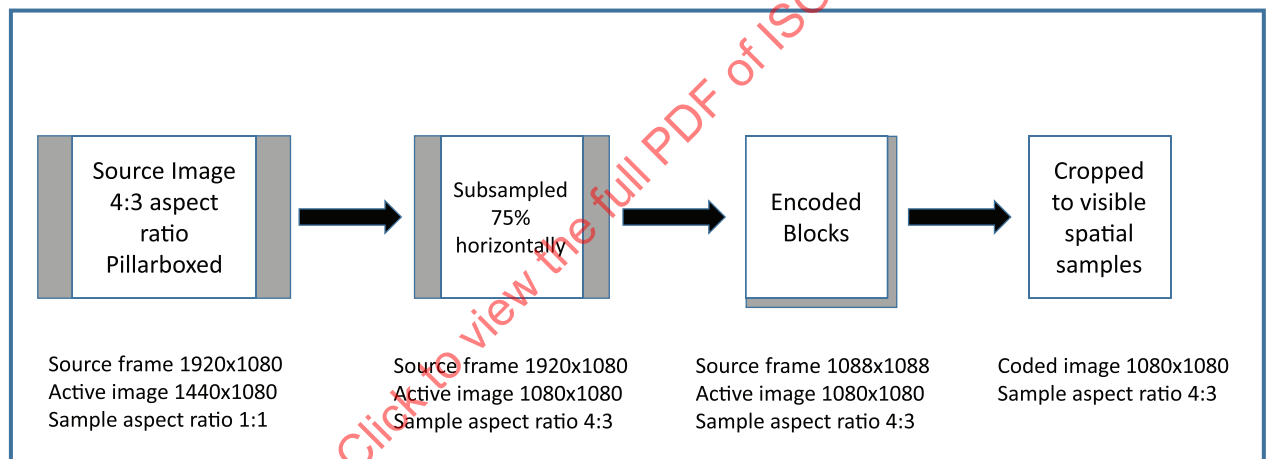 Source Image
4:3 aspect
ratio
Pillarboxed
Subsampled
75%
horizontally
Encoded
Blocks
Cropped
to visible
spatial
samples
Source frame 1920x1080
Active image 1440x1080
Sample aspect ratio 1:1
Source frame 1920x1080
Active image 1080x1080
Sample aspect ratio 4:3
Source frame 1088x1088
Active image 1080x1080
Sample aspect ratio 4:3
Coded image 1080x1080
Sample aspect ratio 4:3
Click to view the full PDF of ISO